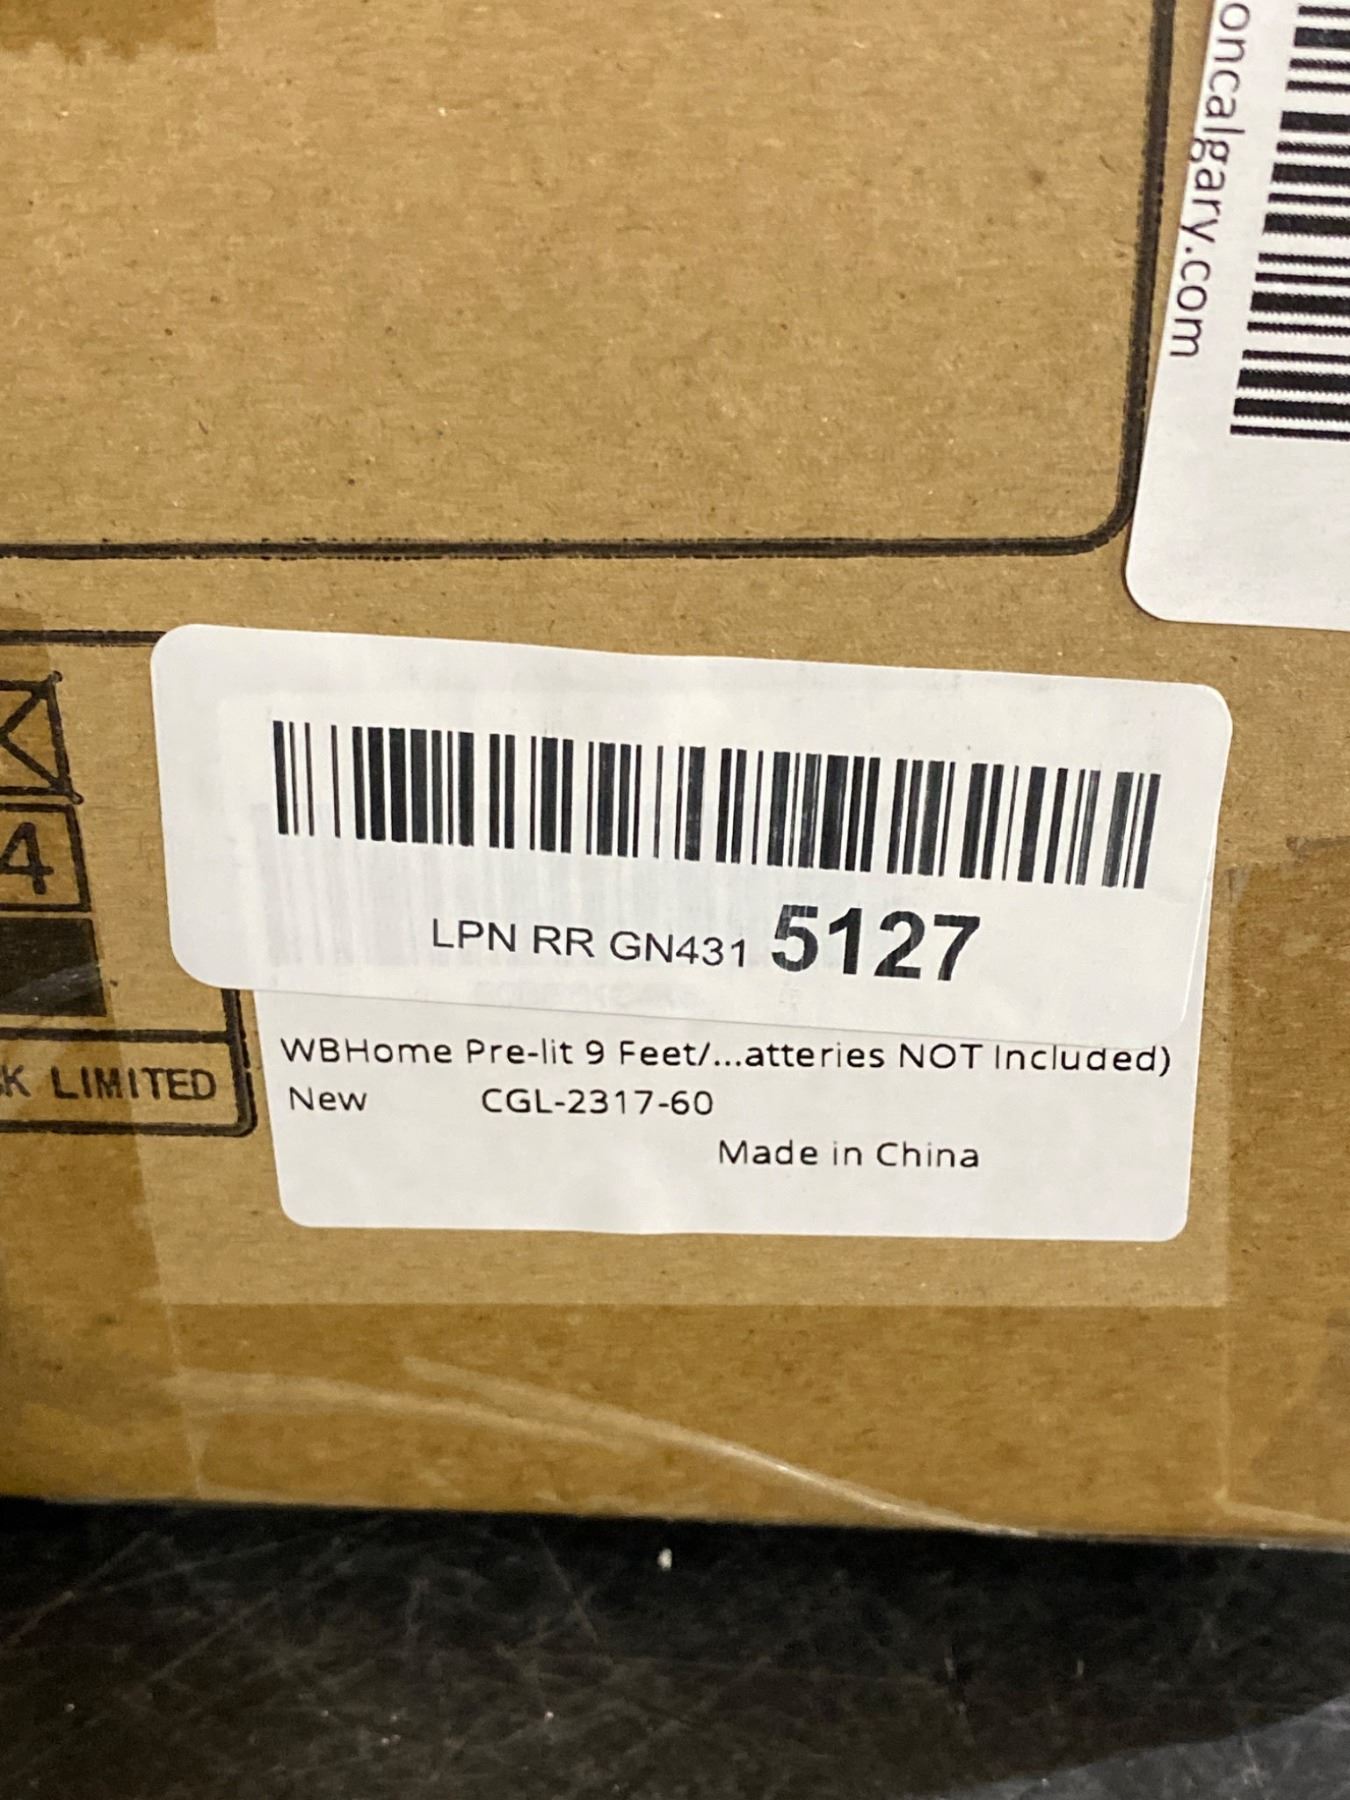 oncalgary.com
4
K LIMITED
LPN RR GN431 5127
WBHome Pre-lit 9 Feet/...atteries NOT Included)
New CGL-2317-60
Made in China